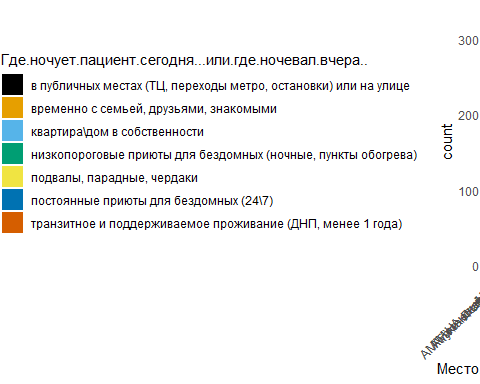 Где.ночует.пациент.сегодня...или.где.ночевал.вчера..
в публичных местах (ТЦ, переходы метро, остановки) или на улице
временно с семьей, друзьями, знакомыми
квартира\дом в собственности
низкопороговые приюты для бездомных (ночные, пункты обогрева)
подвалы, парадные, чердаки
постоянные приюты для бездомных (24\7)
транзитное и поддерживаемое проживание (ДНП, менее 1 года)
300
200
100
0
count
Место